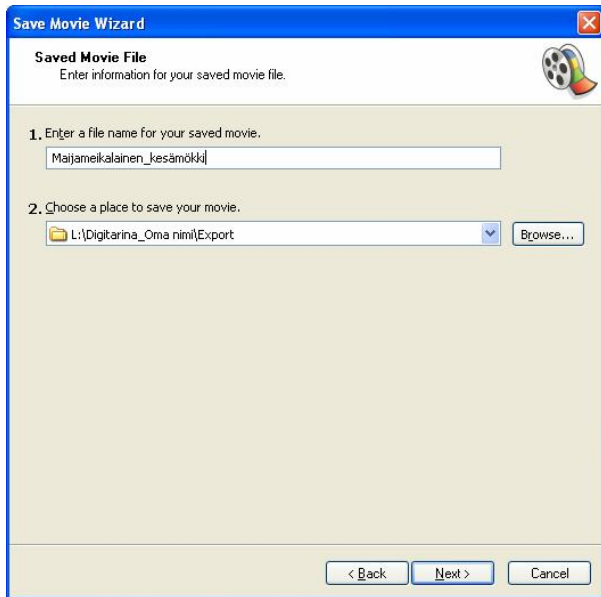 Save Movie Wizard
Saved Movie File
Enter information for your saved movie file.
1. Enter a file name for your saved movie.
Maijameikalainen_kesämökki
2. Choose a place to save your movie.
L:\Digitarina_Oma nimi\Export
Browse...
< Back Next > Cancel